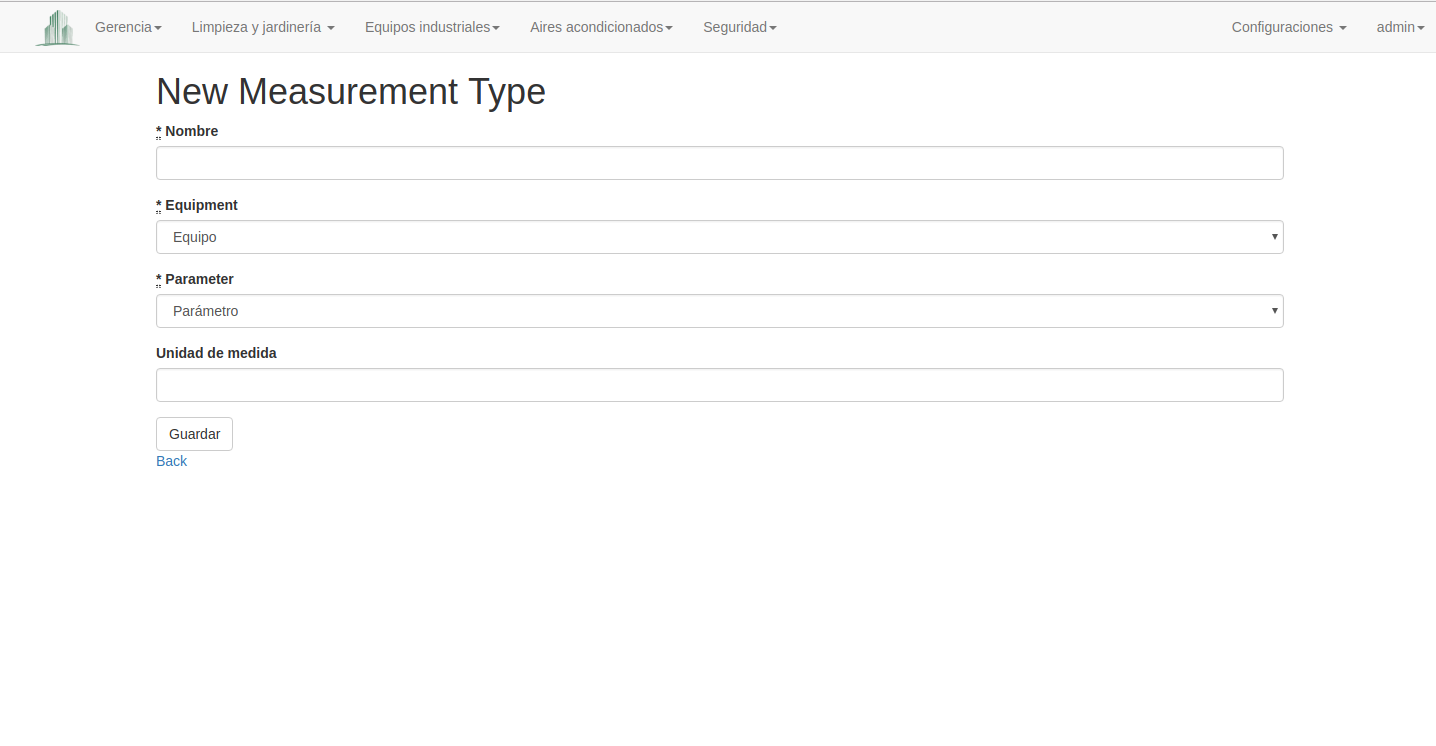 Gerencia Limpieza y jardinería Equipos industriales Aires acondicionados Seguridad Configuraciones admin
New Measurement Type
* Nombre
* Equipment
Equipo
* Parameter
Parámetro
Unidad de medida
Guardar
Back